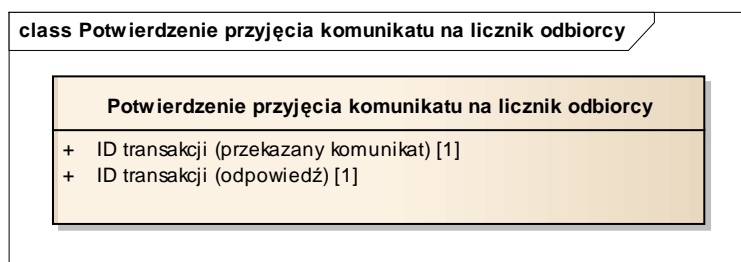 class Potwierdzenie przyjęcia komunikatu na licznik odbiorcy
Potwierdzenie przyjęcia komunikatu na licznik odbiorcy
+ ID transakcji (przekazany komunikat) [1]
+ ID transakcji (odpowiedź) [1]